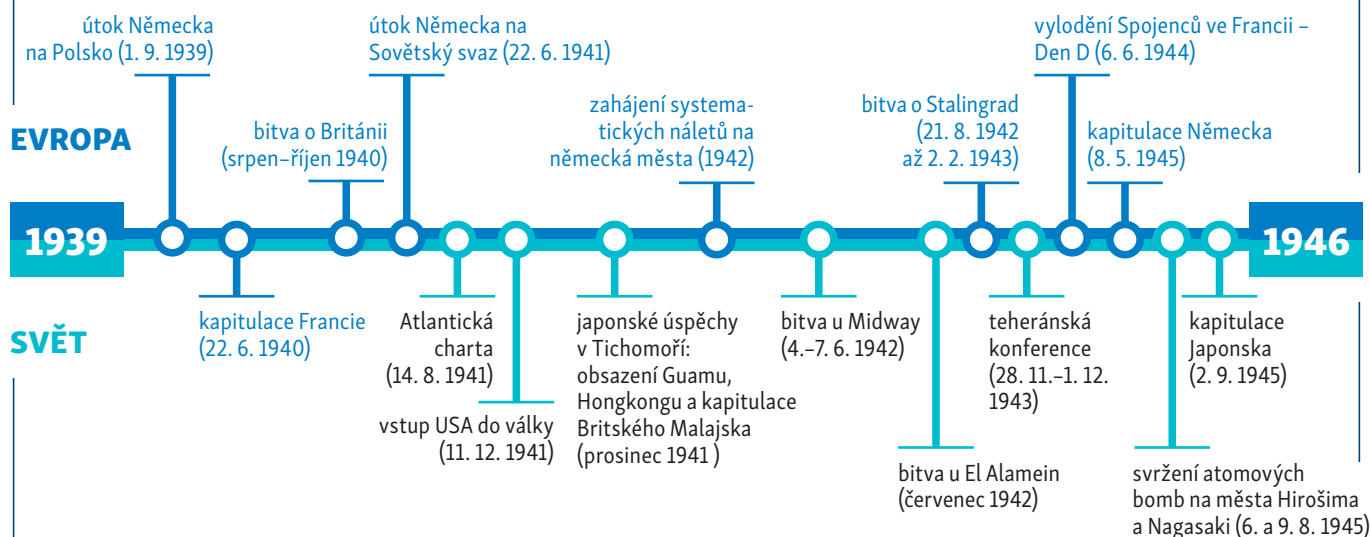 útok Německa
na Polsko (1. 9. 1939)
útok Německa na
Sovětský svaz (22. 6. 1941)
vylodění Spojenců ve Francii –
Den D (6. 6. 1944)
EVROPA
bitva o Británii
(srpen–říjen 1940)
zahájení systema-
tických náletů na
německá města (1942)
bitva o Stalingrad
(21. 8. 1942
až 2. 2. 1943)
kapitulace Německa
(8. 5. 1945)
1939
1946
SVĚT
kapitulace Francie
(22. 6. 1940)
Atlantická
charta
(14. 8. 1941)
vstup USA do války
(11. 12. 1941)
japonské úspěchy
v Tichomoří:
obsazení Guamu,
Hongkongu a kapitulace
Britského Malajska
(prosinec 1941 )
bitva u Midway
(4.–7. 6. 1942)
bitva u El Alamein
(červenec 1942)
teheránská
konference
(28. 11.–1. 12.
1943)
svržení atomových
bomb na města Hirošima
a Nagasaki (6. a 9. 8. 1945)
kapitulace
Japonska
(2. 9. 1945)